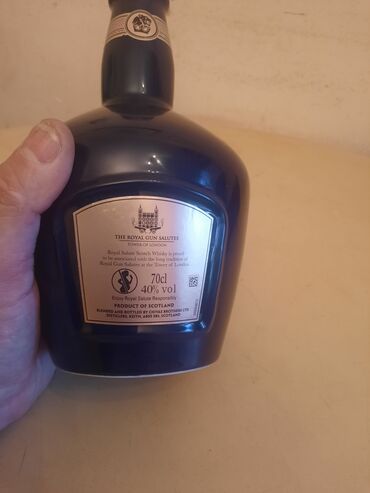 THE ROYAL GUN SALUTES
TOWER OF LONDON
Royal Salute Scotch Whisky is proud
to be associated with the long tradition of
Royal Gun Salutes at the Tower of London.
70cl
40% vol
Enjoy Royal Salute Responsibly
PRODUCT OF SCOTLAND
BLENDED AND BOTTLED BY CHIVAS BROTHERS LTD
DISTILLERS, KEITH, AB55 5BS, SCOTLAND